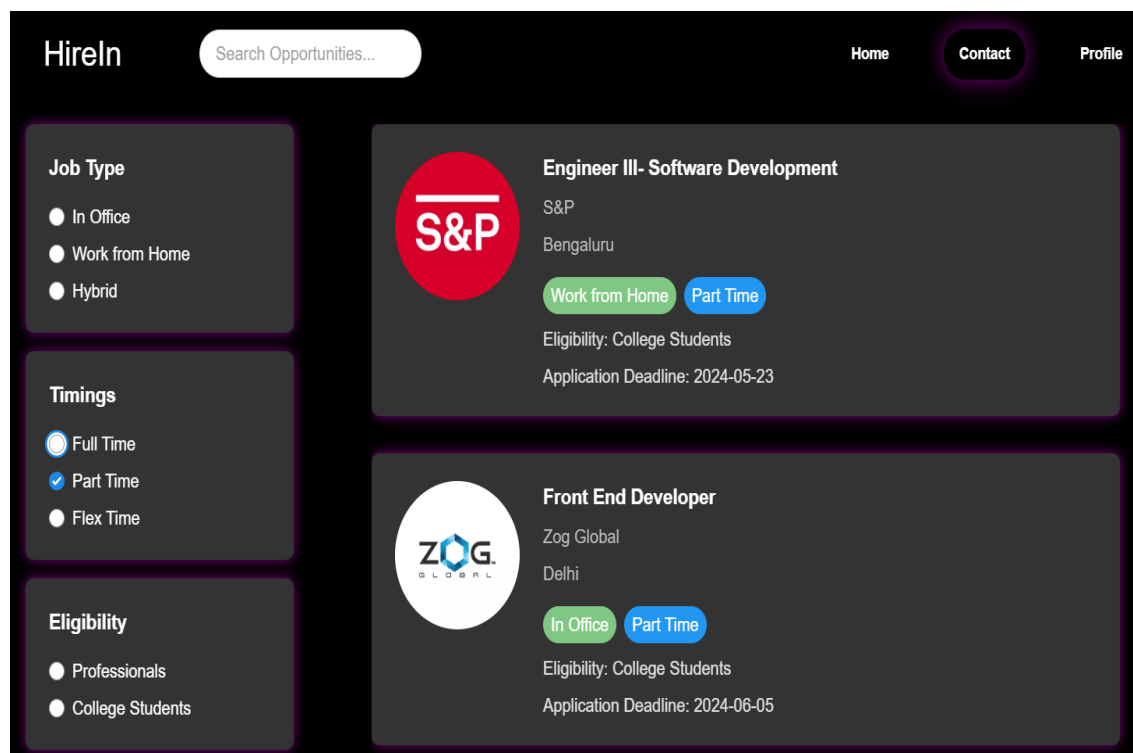 HireIn
Search Opportunities...
Home
Contact
Profile
Job Type
In Office
Work from Home
Hybrid
Timings
Full Time
Part Time
Flex Time
Eligibility
Professionals
College Students
S&P
Engineer III- Software Development
S&P
Bengaluru
Work from Home
Part Time
Eligibility: College Students
Application Deadline: 2024-05-23
ZOG
GLOBAL
Front End Developer
Zog Global
Delhi
In Office
Part Time
Eligibility: College Students
Application Deadline: 2024-06-05